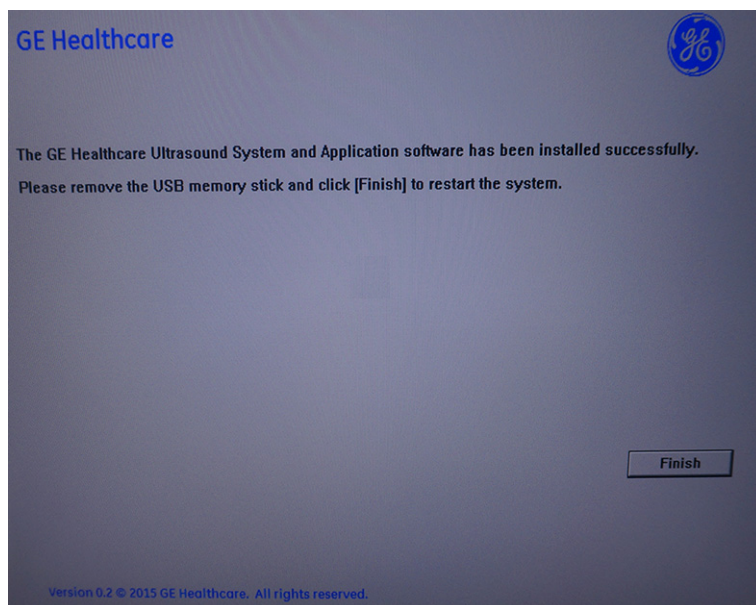 GE Healthcare
GE
The GE Healthcare Ultrasound System and Application software has been installed successfully.
Please remove the USB memory stick and click [Finish] to restart the system.
Finish
Version 0.2 © 2015 GE Healthcare. All rights reserved.